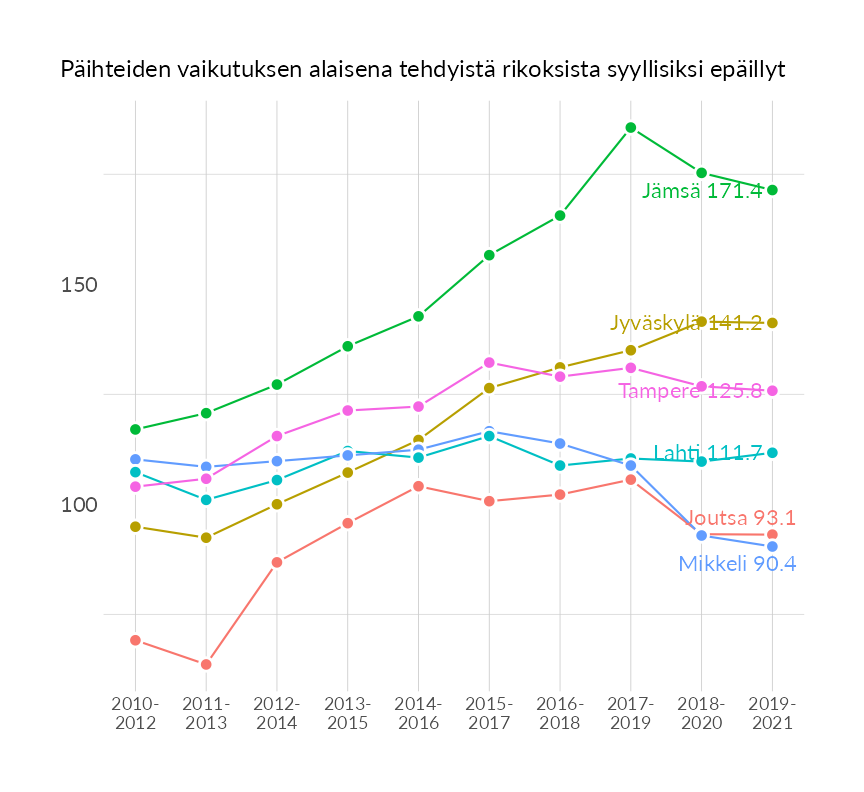 Päihteiden vaikutuksen alaisena tehdyistä rikoksista syyllisiksi epäillyt
Jämsä 171.4
150
Jyväskylä 141.2
Tampere 125.8
Lahti 111.7
100
Joutsa 93.1
Mikkeli 90.4
2010- 2011- 2012- 2013- 2014- 2015- 2016- 2017- 2018- 2019-
2012 2013 2014 2015 2016 2017 2018 2019 2020 2021